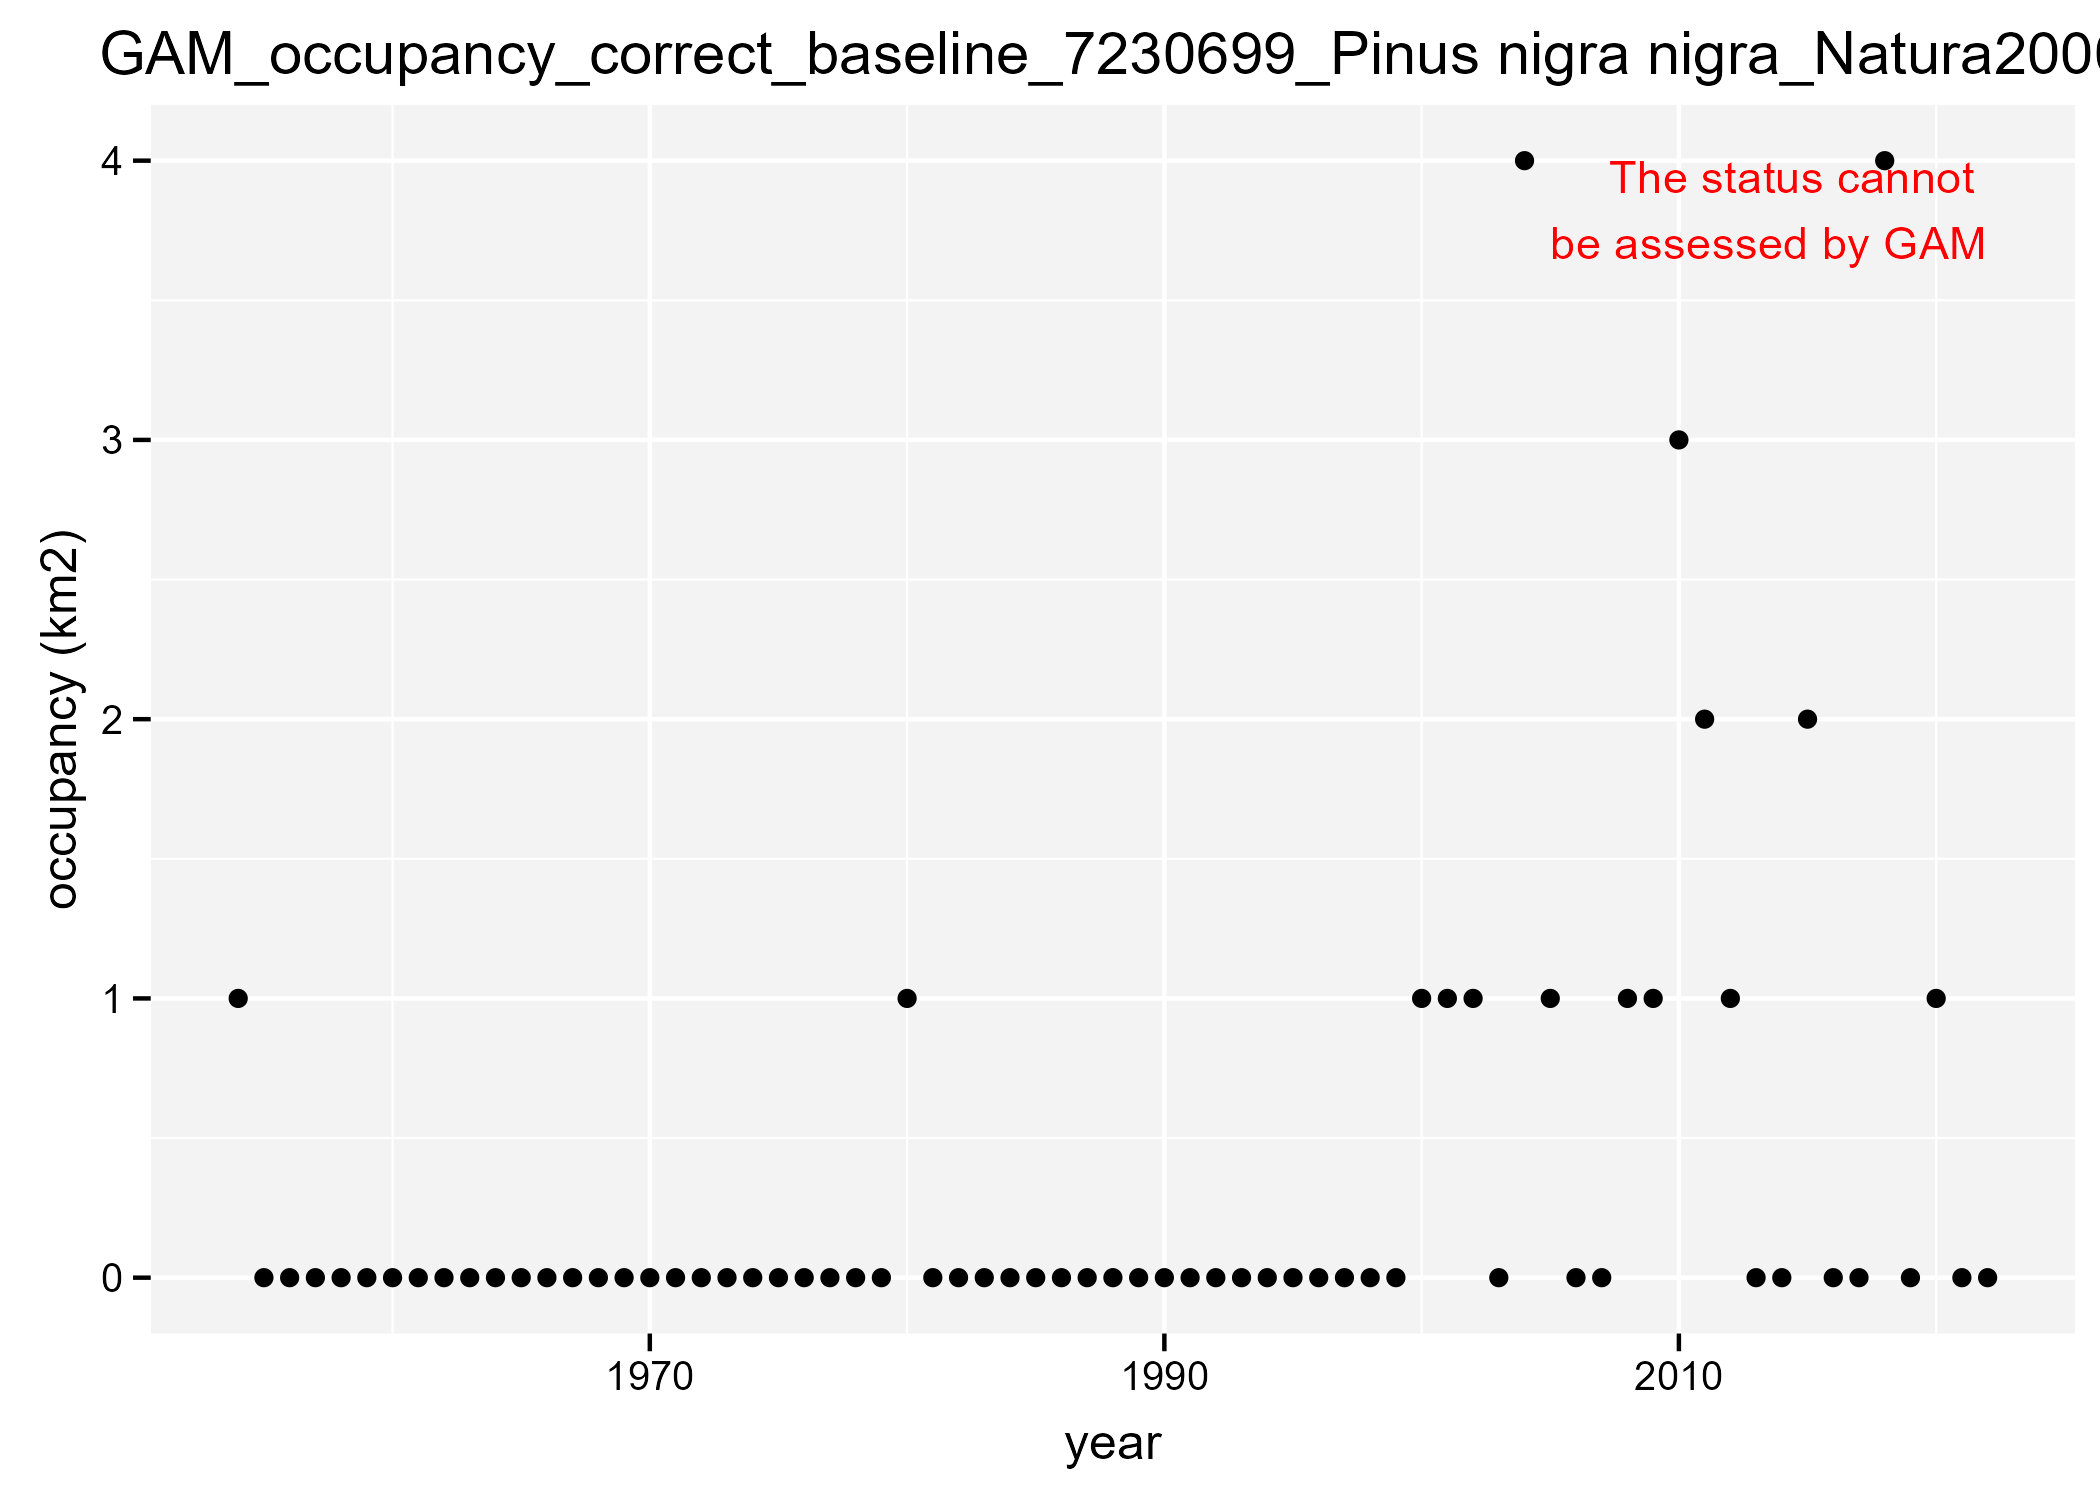 GAM_occupancy_correct_baseline_7230699_Pinus nigra nigra_Natura200
4
The status cannot
be assessed by GAM
3
occupancy (km2)
2
1
0
1970 1990 2010
year